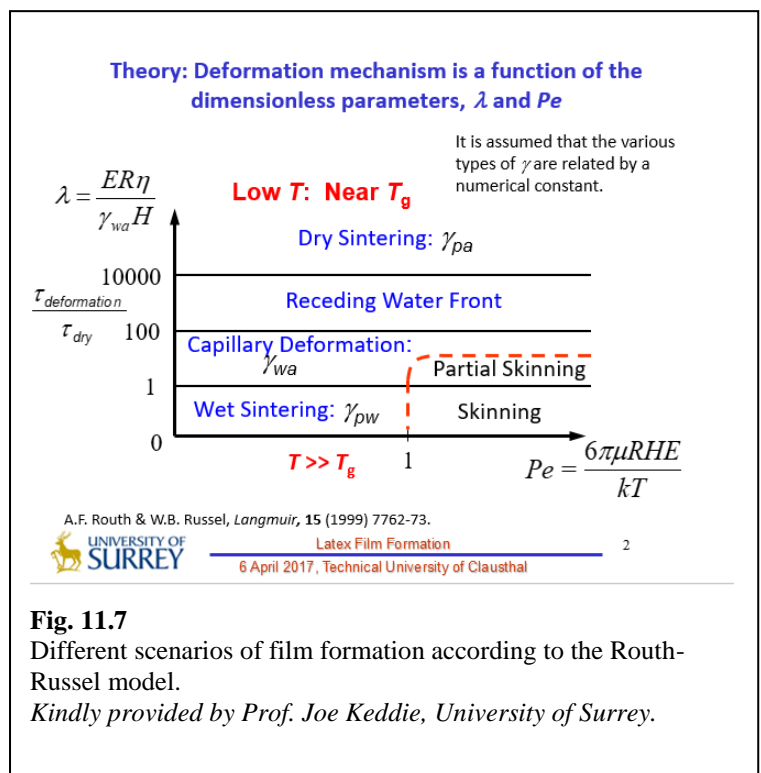 Theory: Deformation mechanism is a function of the
dimensionless parameters, λ and Pe
It is assumed that the various
types of γ are related by a
numerical constant.
λ = ERη / γwa H
Low T: Near Tg
Dry Sintering: γpa
10000
τdeformation / τdry
Receding Water Front
100
Capillary Deformation:
γwa
Partial Skinning
1
Wet Sintering: γpw
Skinning
0
T >> Tg
1
Pe = 6πμRHE / kT
A.F. Routh & W.B. Russel, Langmuir, 15 (1999) 7762-73.
UNIVERSITY OF
SURREY
Latex Film Formation
2
6 April 2017, Technical University of Clausthal
Fig. 11.7
Different scenarios of film formation according to the Routh-
Russel model.
Kindly provided by Prof. Joe Keddie, University of Surrey.